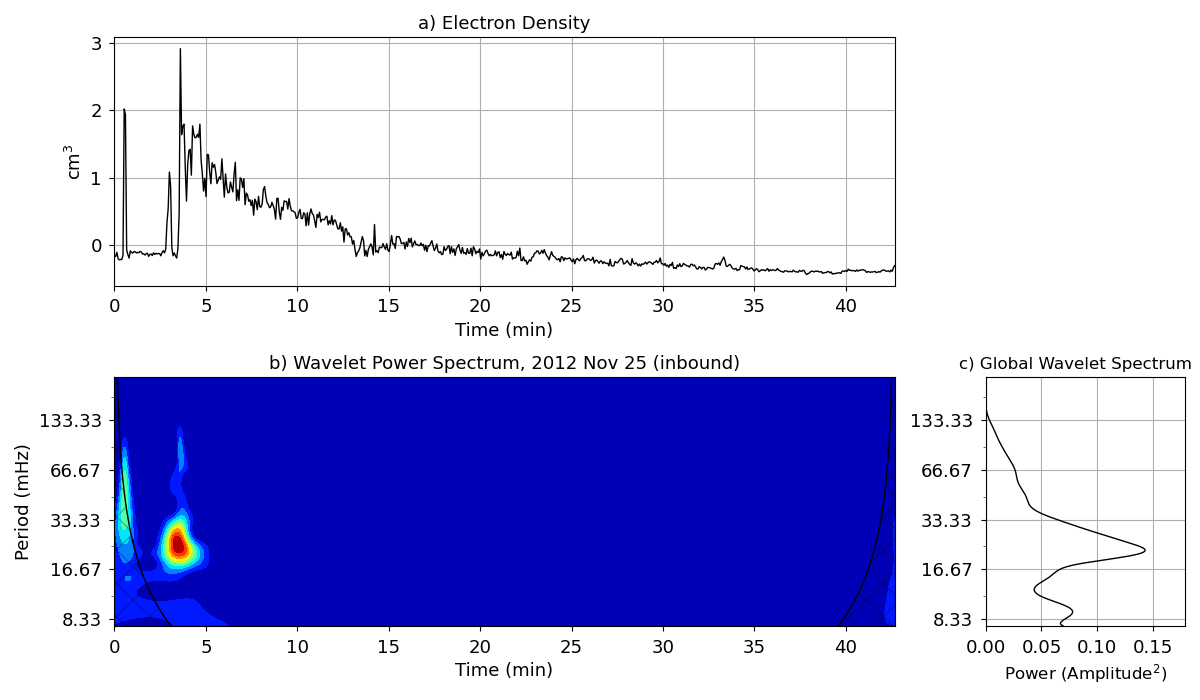 a) Electron Density
3
2
1
0
cm³
0 5 10 15 20 25 30 35 40
Time (min)
b) Wavelet Power Spectrum, 2012 Nov 25 (inbound)
133.33
66.67
33.33
16.67
8.33
Period (mHz)
0 5 10 15 20 25 30 35 40
Time (min)
c) Global Wavelet Spectrum
133.33
66.67
33.33
16.67
8.33
0.00 0.05 0.10 0.15
Power (Amplitude²)